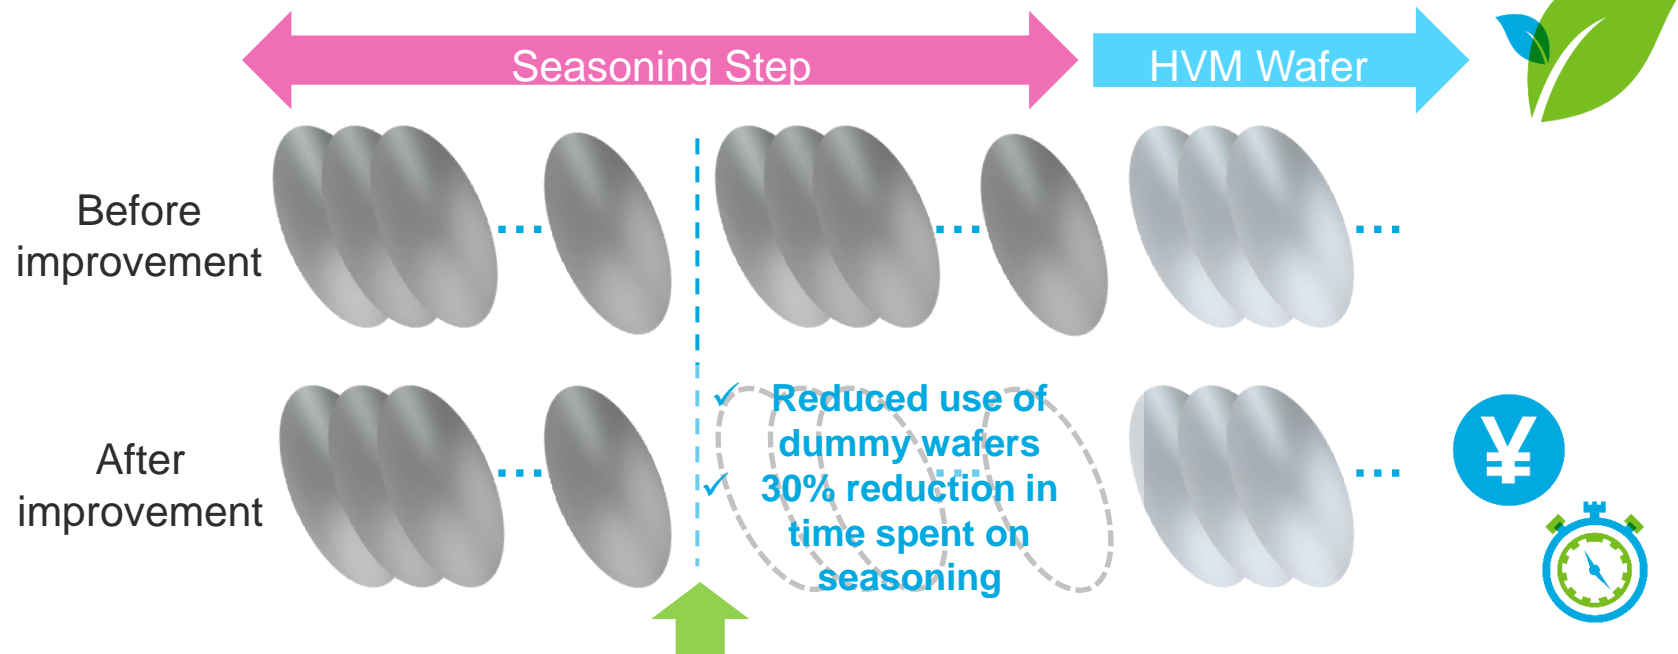 Seasoning Step
HVM Wafer
Before
improvement
After
improvement
✓ Reduced use of
dummy wafers
✓ 30% reduction in
time spent on
seasoning
¥